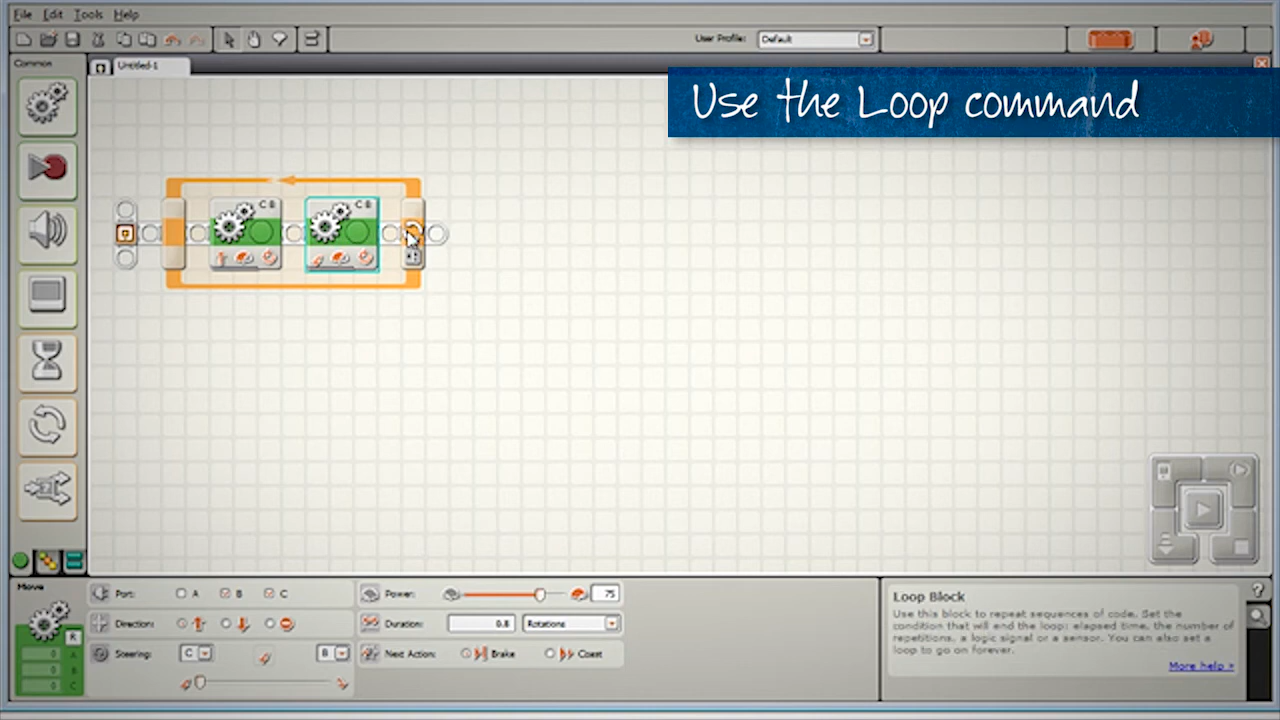 File Edit Tools Help
User Profile: Default
Common
Untitled-1
Use the Loop command
C B
C B
Move
Port: A B C
Power: 75
Direction:
Duration: 0.8 Rotations
Steering: C B
Next Action: Brake Coast
R
0 A
0 B
0 C
Loop Block
Use this block to repeat sequences of code. Set the
condition that will end the loop: elapsed time, the number of
repetitions, a logic signal or a sensor. You can also set a
loop to go on forever.
More help »
?